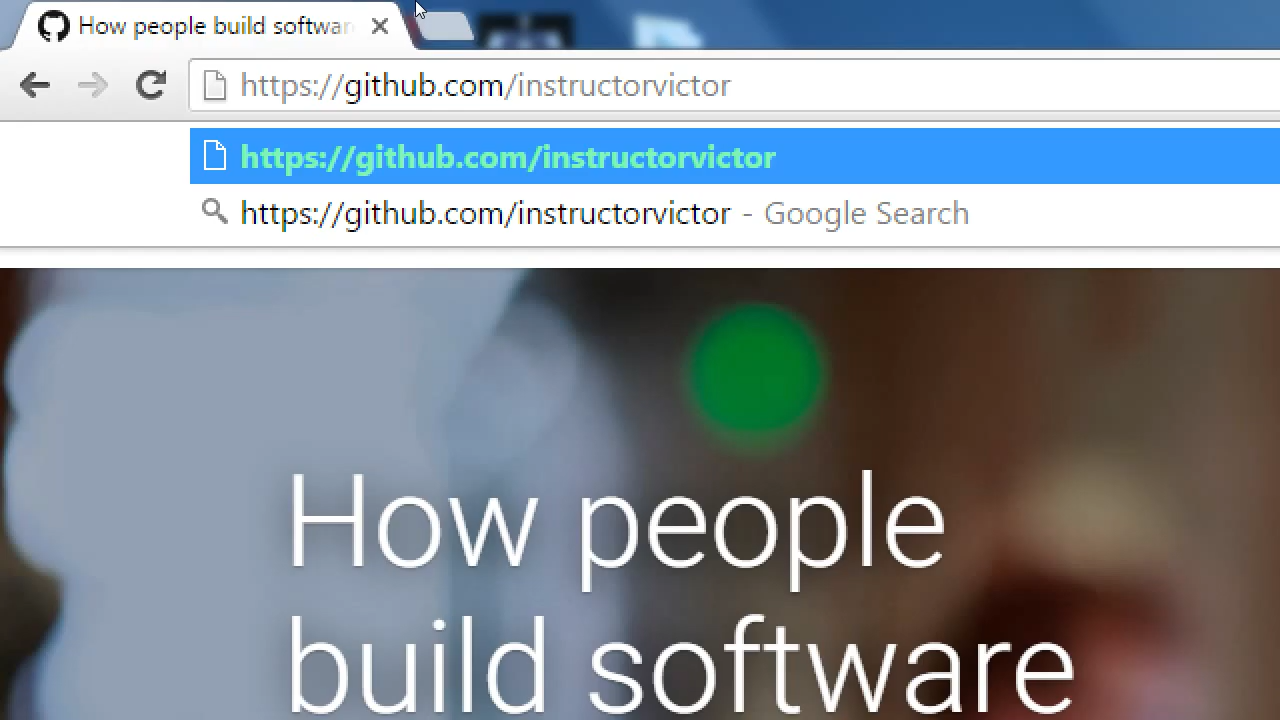 How people build softwar
https://github.com/instructorvictor
https://github.com/instructorvictor
https://github.com/instructorvictor - Google Search
How people
build software